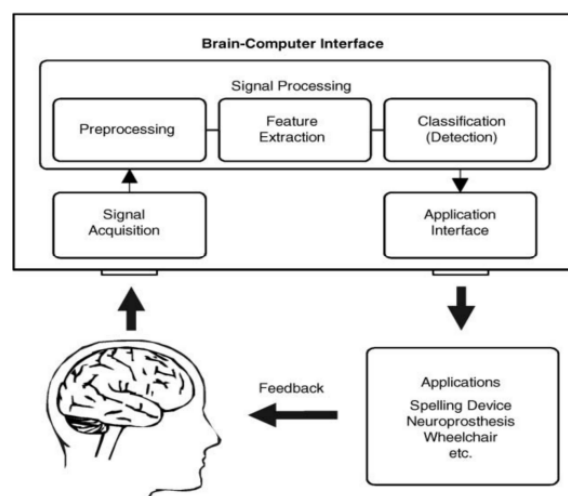 Brain-Computer Interface
Signal Processing
Preprocessing
Feature
Extraction
Classification
(Detection)
Signal
Acquisition
Application
Interface
Feedback
Applications
Spelling Device
Neuroprosthesis
Wheelchair
etc.